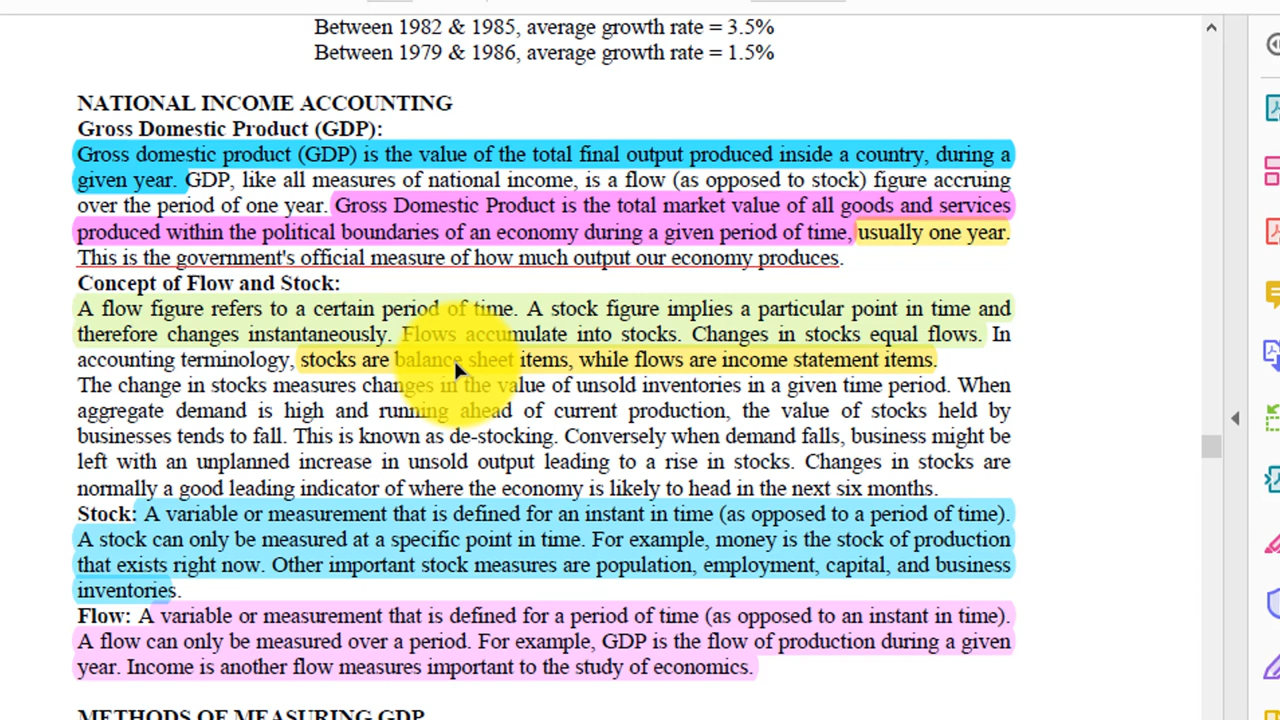 Between 1982 & 1985, average growth rate = 3.5%
Between 1979 & 1986, average growth rate = 1.5%
NATIONAL INCOME ACCOUNTING
Gross Domestic Product (GDP):
Gross domestic product (GDP) is the value of the total final output produced inside a country, during a
given year. GDP, like all measures of national income, is a flow (as opposed to stock) figure accruing
over the period of one year. Gross Domestic Product is the total market value of all goods and services
produced within the political boundaries of an economy during a given period of time, usually one year.
This is the government's official measure of how much output our economy produces.
Concept of Flow and Stock:
A flow figure refers to a certain period of time. A stock figure implies a particular point in time and
therefore changes instantaneously. Flows accumulate into stocks. Changes in stocks equal flows. In
accounting terminology, stocks are balance sheet items, while flows are income statement items.
The change in stocks measures changes in the value of unsold inventories in a given time period. When
aggregate demand is high and running ahead of current production, the value of stocks held by
businesses tends to fall. This is known as de-stocking. Conversely when demand falls, business might be
left with an unplanned increase in unsold output leading to a rise in stocks. Changes in stocks are
normally a good leading indicator of where the economy is likely to head in the next six months.
Stock: A variable or measurement that is defined for an instant in time (as opposed to a period of time).
A stock can only be measured at a specific point in time. For example, money is the stock of production
that exists right now. Other important stock measures are population, employment, capital, and business
inventories.
Flow: A variable or measurement that is defined for a period of time (as opposed to an instant in time).
A flow can only be measured over a period. For example, GDP is the flow of production during a given
year. Income is another flow measures important to the study of economics.
METHODS OF MEASURING GDP